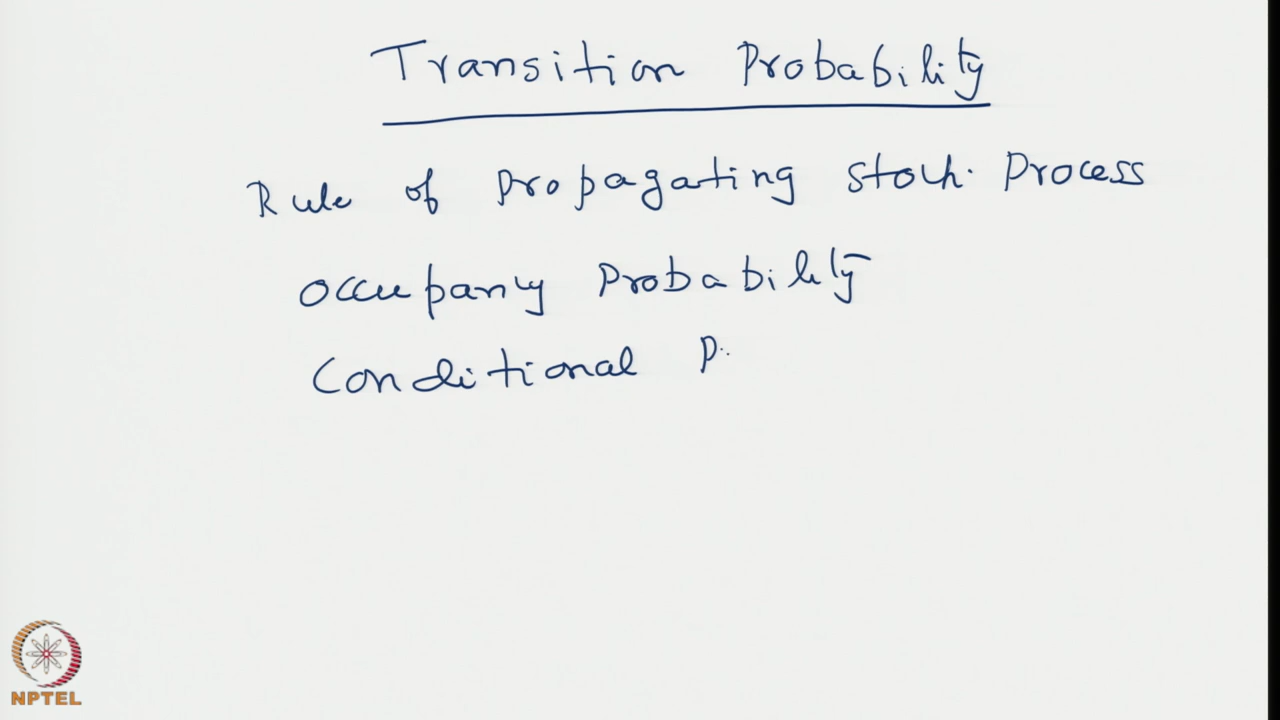 Transition Probability
Rule of propagating stoch. Process
Occupany Probability
Conditional P
NPTEL